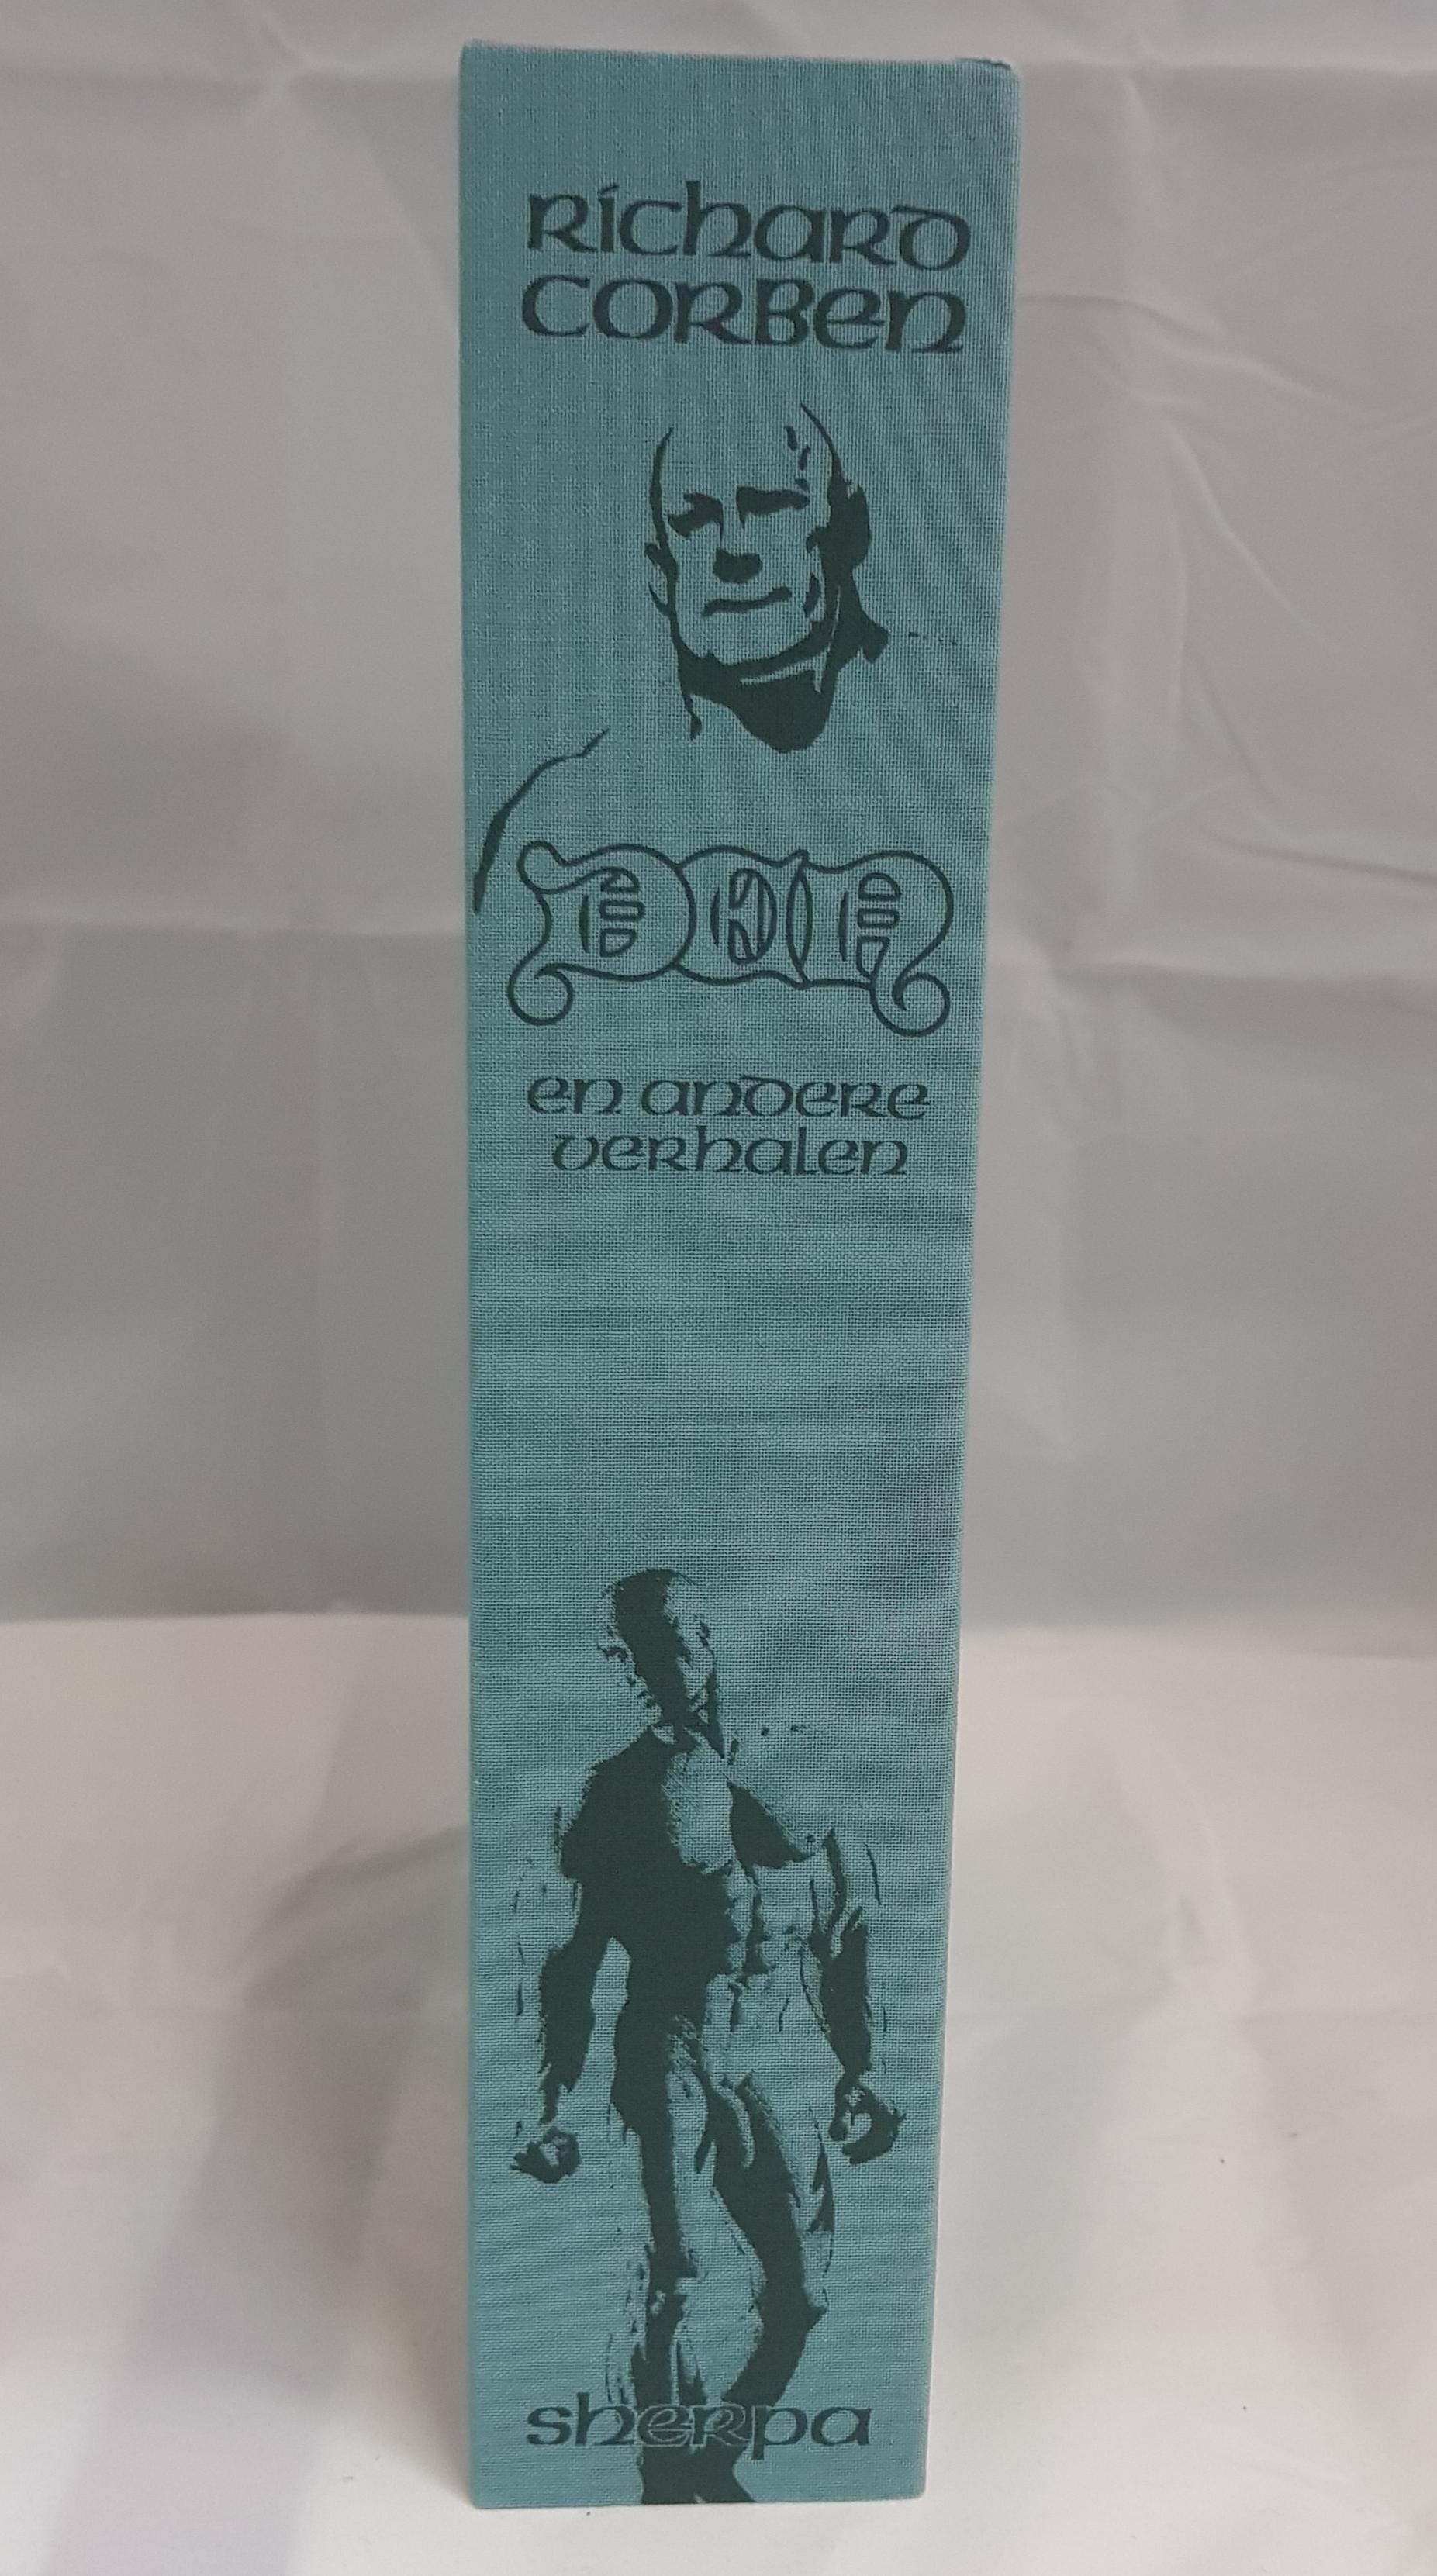 Richard
CORBen
DEN
en andere
verhalen
sherpa